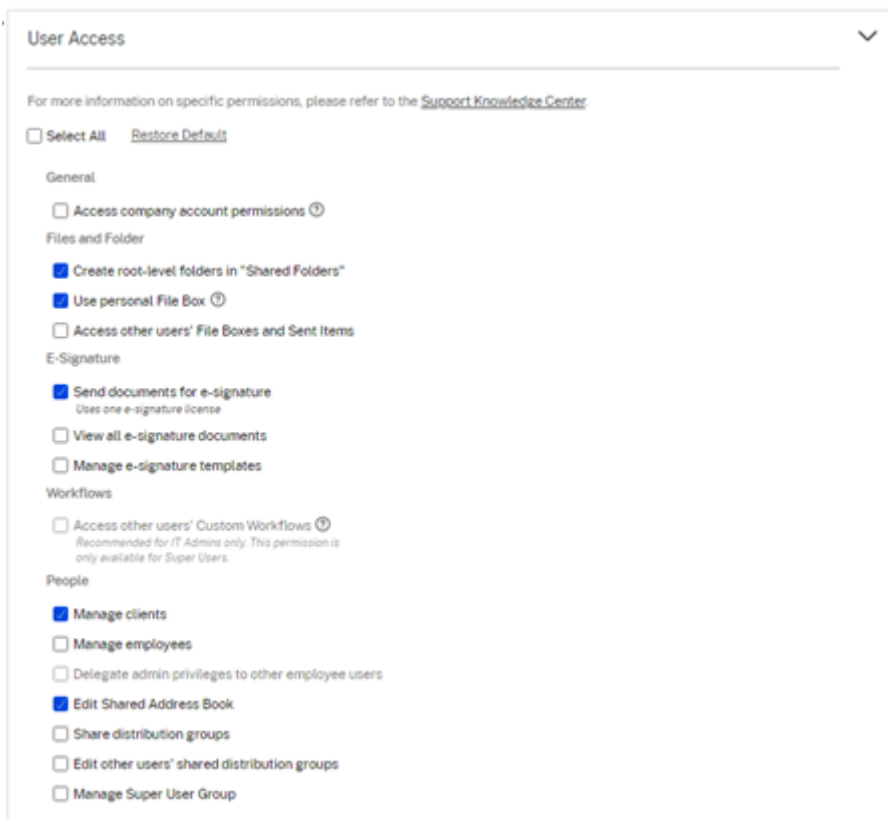 User Access
For more information on specific permissions, please refer to the Support Knowledge Center.
Select All Restore Default
General
Access company account permissions
Files and Folder
Create root-level folders in "Shared Folders"
Use personal File Box
Access other users' File Boxes and Sent Items
E-Signature
Send documents for e-signature
Uses one e-signature license
View all e-signature documents
Manage e-signature templates
Workflows
Access other users' Custom Workflows
Recommended for IT Admins only. This permission is
only available for Super Users.
People
Manage clients
Manage employees
Delegate admin privileges to other employee users
Edit Shared Address Book
Share distribution groups
Edit other users' shared distribution groups
Manage Super User Group